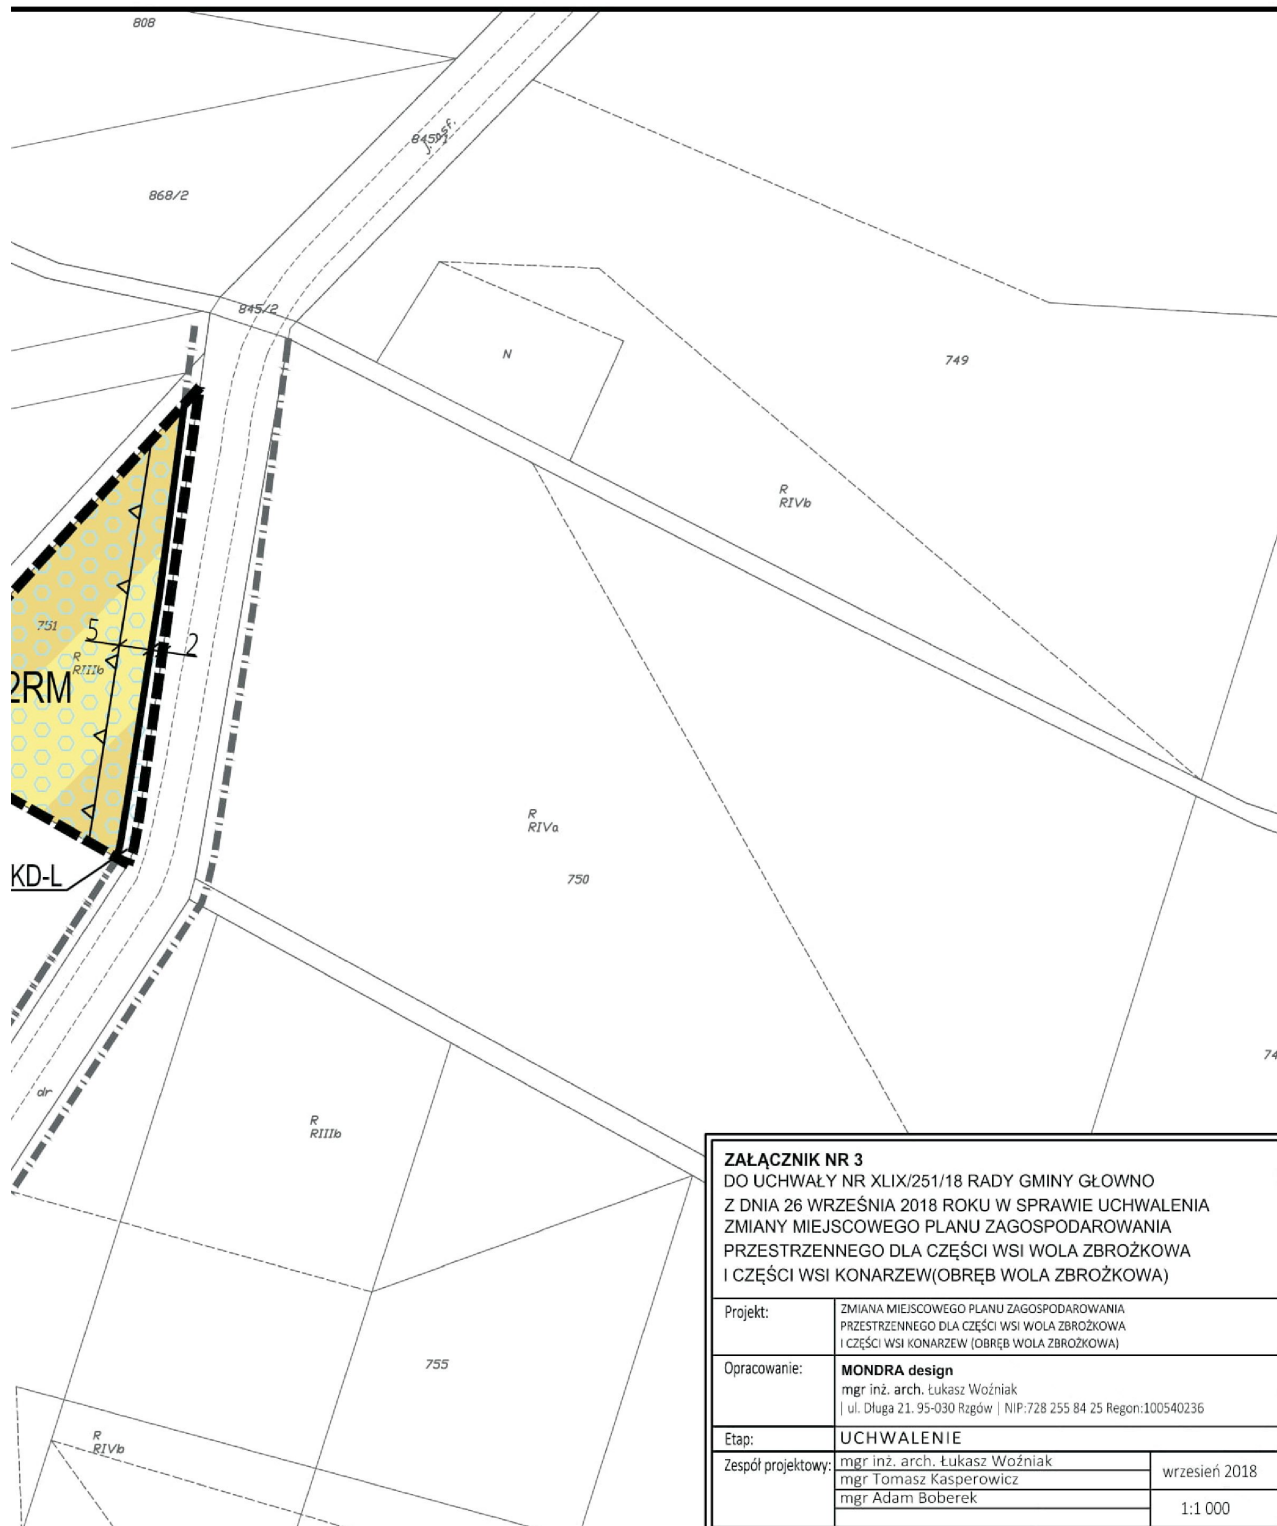 808
845/1
j. asf.
868/2
845/2
N
749
R
RIVb
751
5
2
R
RIIIb
2RM
R
RIVa
750
KD-L
dr
R
RIIIb
74
755
R
RIVb
ZAŁĄCZNIK NR 3
DO UCHWAŁY NR XLIX/251/18 RADY GMINY GŁOWNO
Z DNIA 26 WRZEŚNIA 2018 ROKU W SPRAWIE UCHWALENIA
ZMIANY MIEJSCOWEGO PLANU ZAGOSPODAROWANIA
PRZESTRZENNEGO DLA CZĘŚCI WSI WOLA ZBROŻKOWA
I CZĘŚCI WSI KONARZEW(OBRĘB WOLA ZBROŻKOWA)
Projekt:
ZMIANA MIEJSCOWEGO PLANU ZAGOSPODAROWANIA
PRZESTRZENNEGO DLA CZĘŚCI WSI WOLA ZBROŻKOWA
I CZĘŚCI WSI KONARZEW (OBRĘB WOLA ZBROŻKOWA)
Opracowanie:
MONDRA design
mgr inż. arch. Łukasz Woźniak
| ul. Długa 21. 95-030 Rzgów | NIP:728 255 84 25 Regon:100540236
Etap:
UCHWALENIE
Zespół projektowy:
mgr inż. arch. Łukasz Woźniak
mgr Tomasz Kasperowicz
mgr Adam Boberek
wrzesień 2018
1:1 000